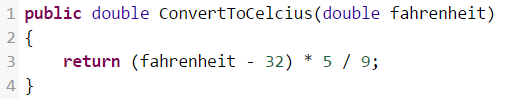 1 public double ConvertToCelcius(double fahrenheit)
2 {
3     return (fahrenheit - 32) * 5 / 9;
4 }